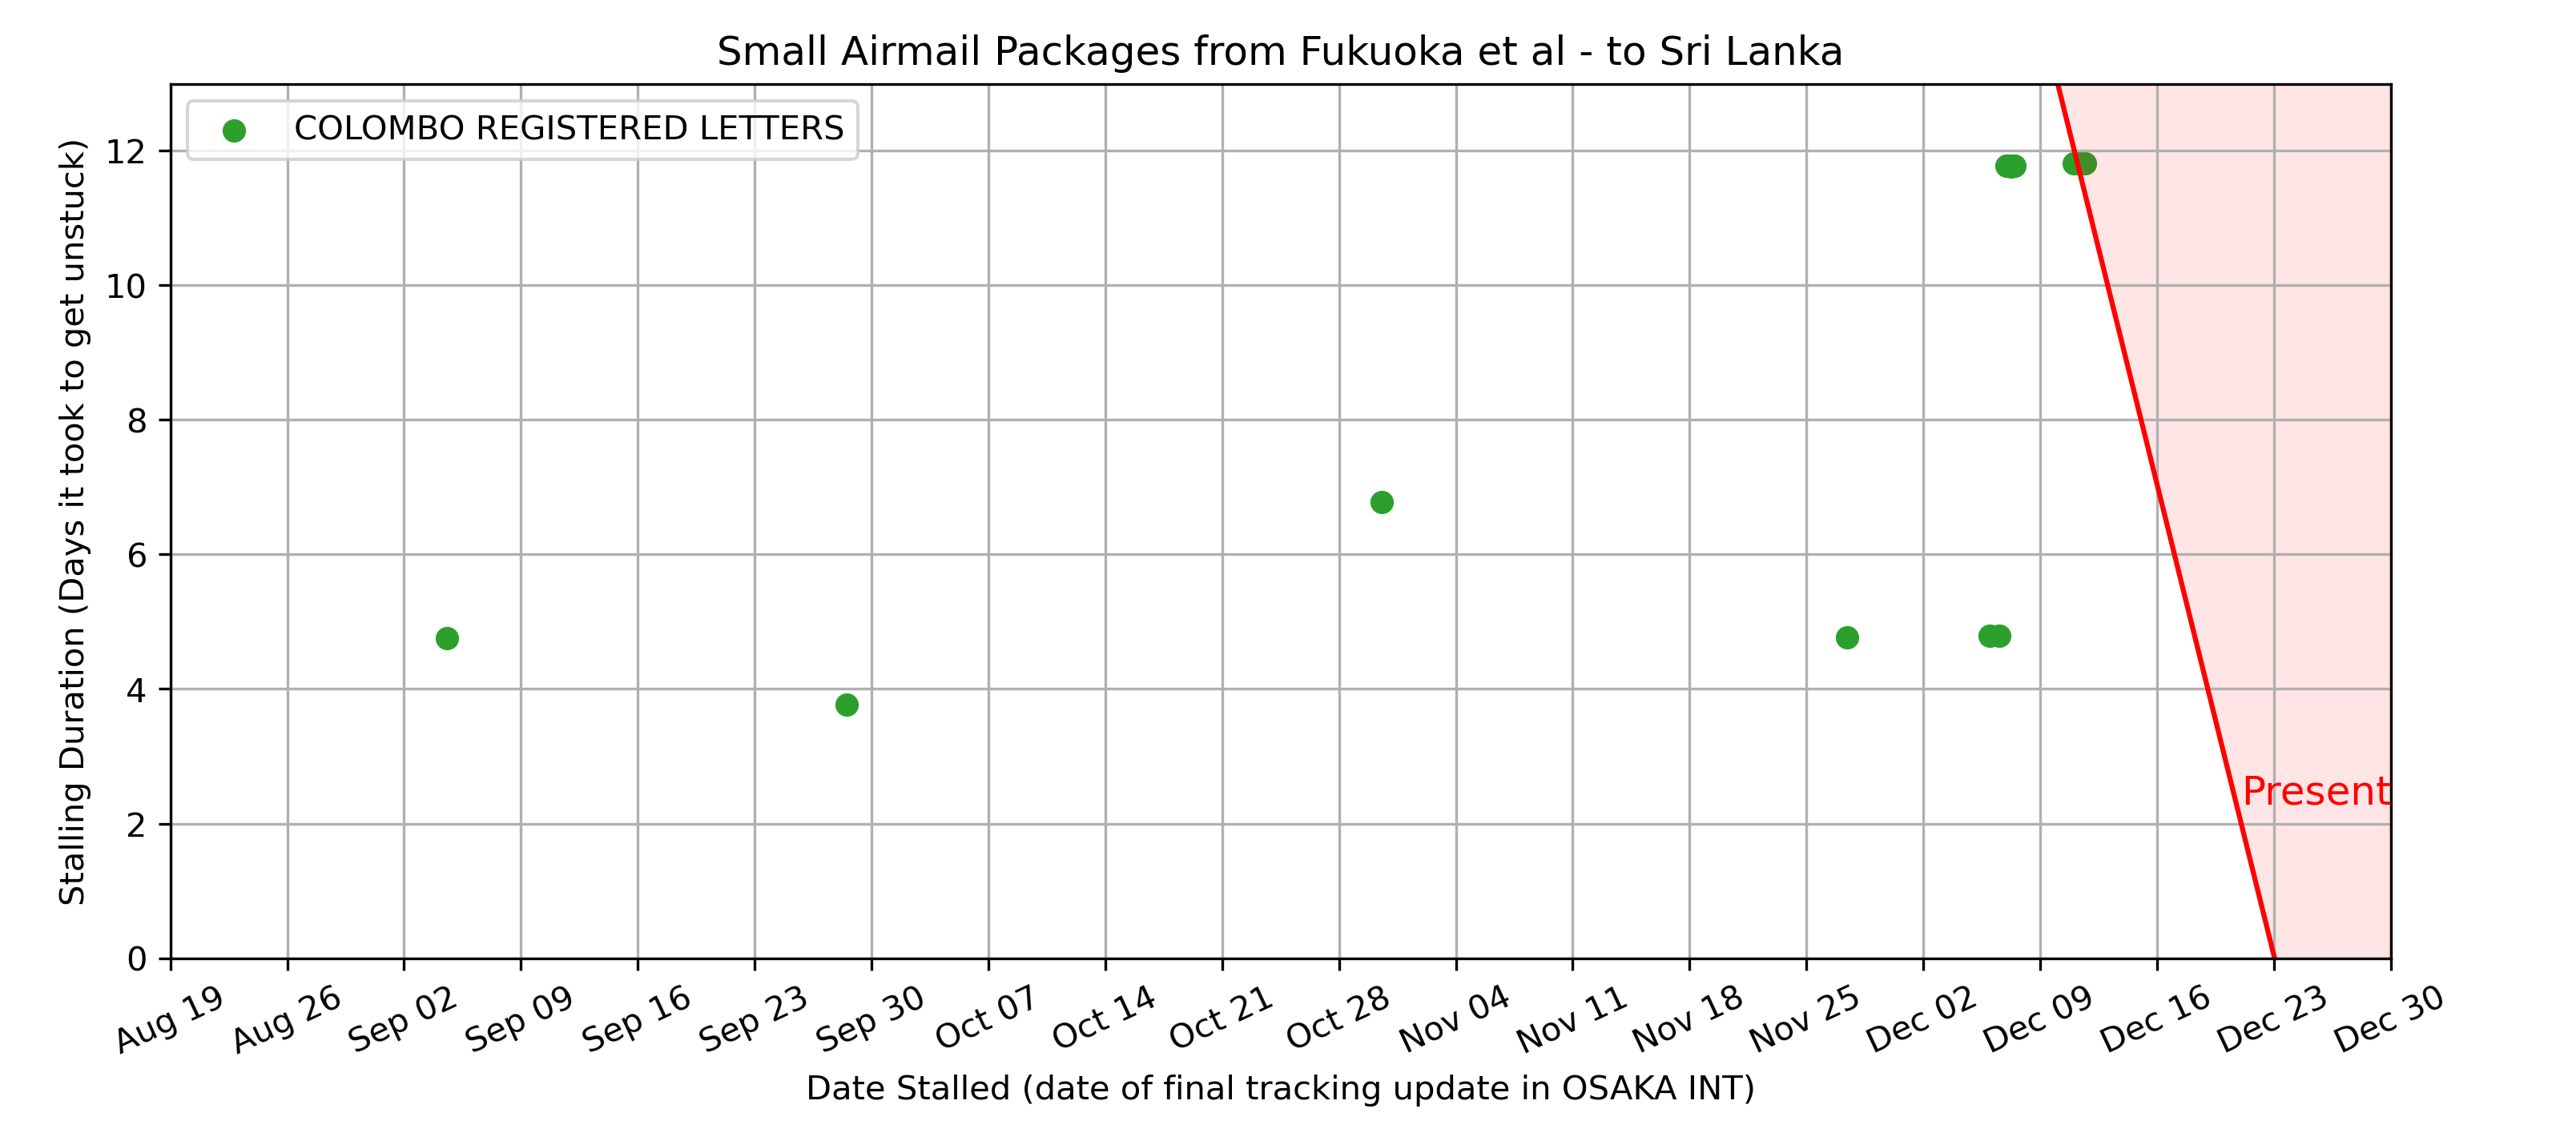 Small Airmail Packages from Fukuoka et al - to Sri Lanka
COLOMBO REGISTERED LETTERS
Stalling Duration (Days it took to get unstuck)
12
10
8
6
4
2
0
Present
Aug 19
Aug 26
Sep 02
Sep 09
Sep 16
Sep 23
Sep 30
Oct 07
Oct 14
Oct 21
Oct 28
Nov 04
Nov 11
Nov 18
Nov 25
Dec 02
Dec 09
Dec 16
Dec 23
Dec 30
Date Stalled (date of final tracking update in OSAKA INT)